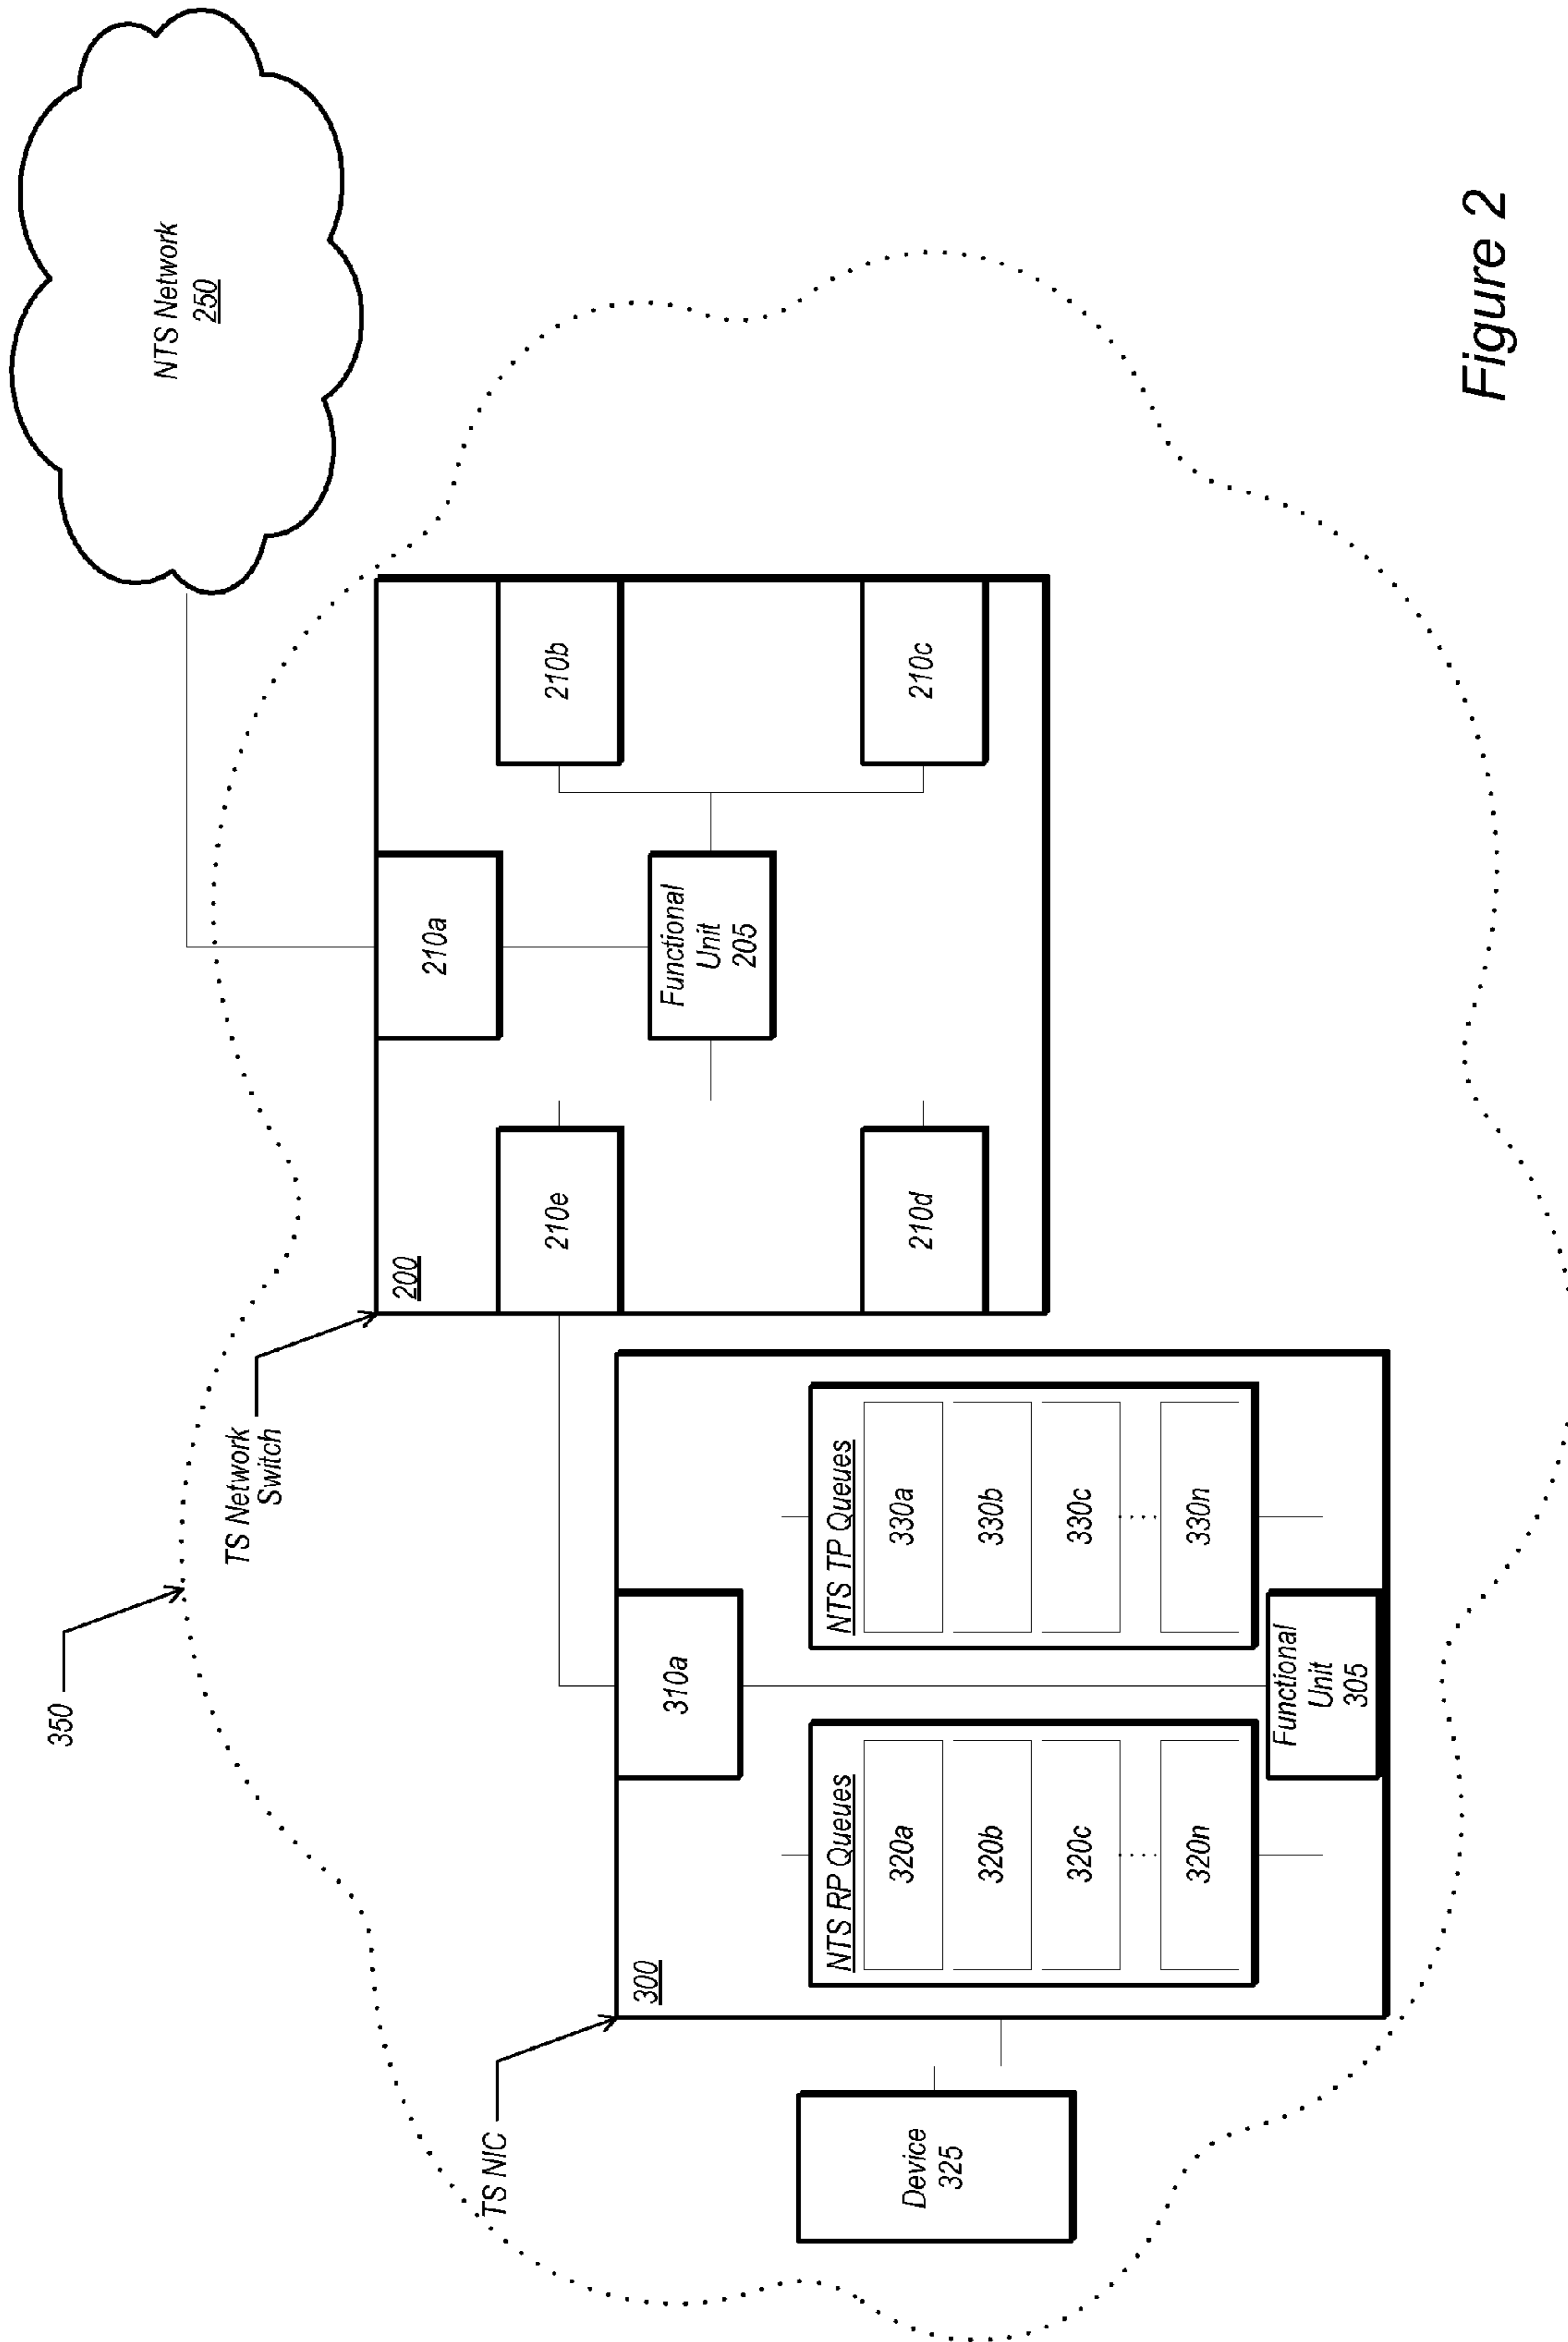 350
NTS Network
250
TS Network
Switch
TS NIC
200
210a
210b
210e
Functional
Unit
205
210d
210c
300
310a
NTS RP Queues
320a
320b
320c
320n
NTS TP Queues
330a
330b
330c
330n
Functional
Unit
305
Device
325
Figure 2